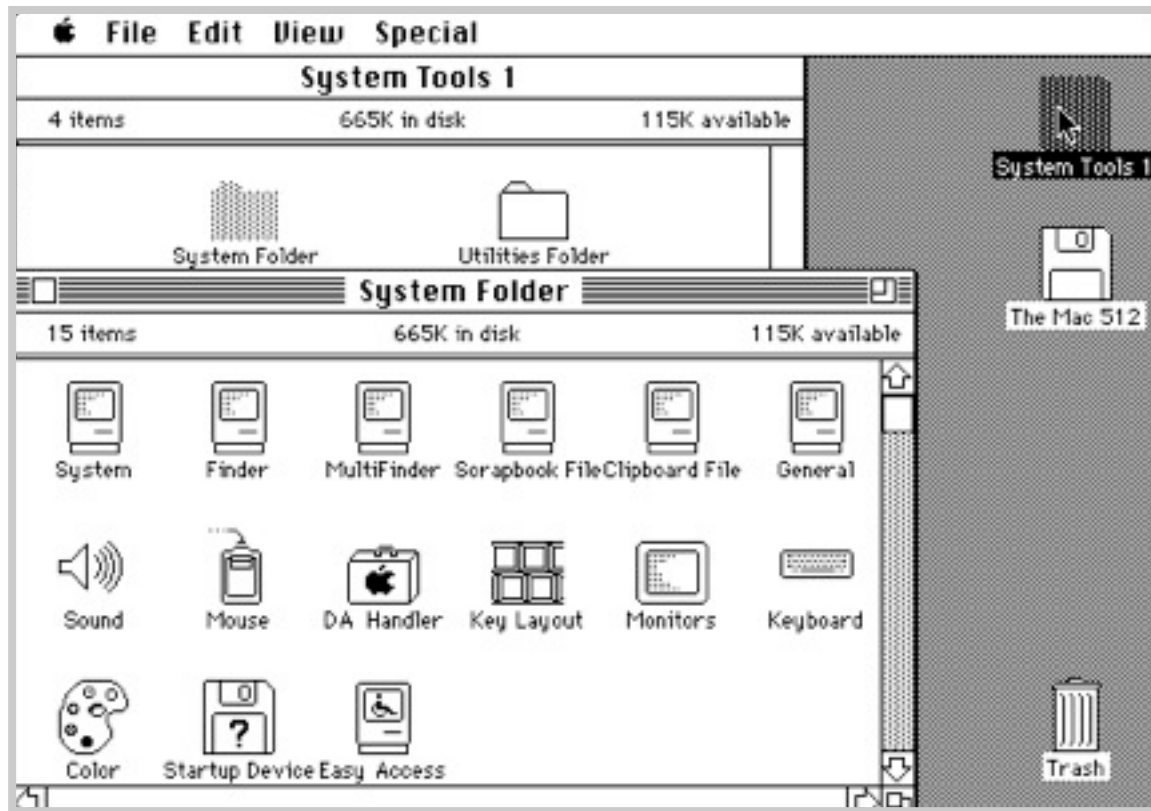 File Edit View Special
System Tools 1
4 items 665K in disk 115K available
System Folder Utilities Folder
System Folder
15 items 665K in disk 115K available
System Finder MultiFinder Scrapbook File Clipboard File General
Sound Mouse DA Handler Key Layout Monitors Keyboard
?
Color Startup Device Easy Access
System Tools 1
The Mac 512
Trash